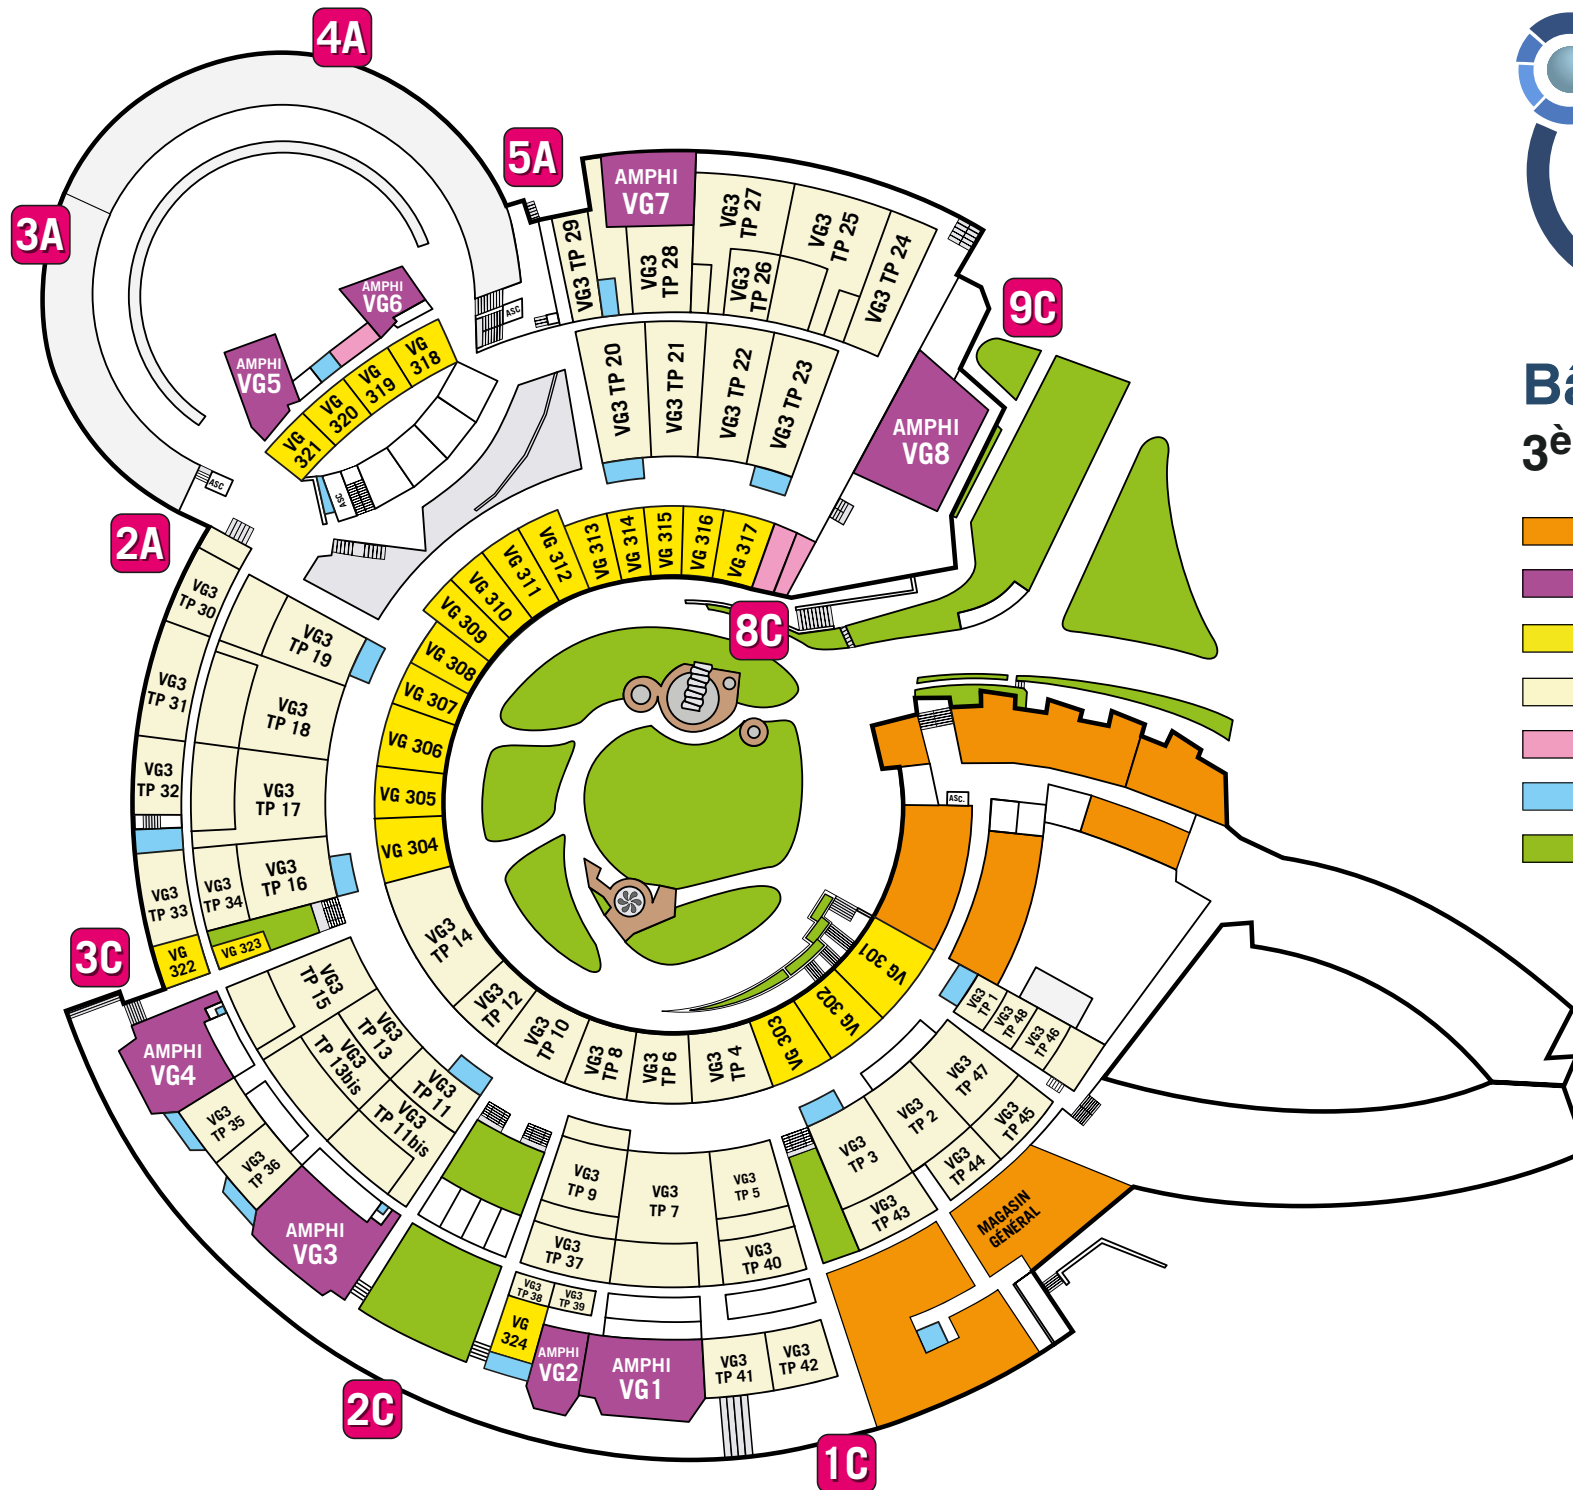 4A
5A
3A
AMPHI
VG7
VG3
TP 27
VG3
TP 25
VG3 TP 24
VG3 TP 29
VG3
TP 28
VG3
TP 26
9C
AMPHI
VG6
ASC
AMPHI
VG5
VG
318
VG
319
VG
320
VG
321
VG3 TP 20
VG3 TP 21
VG3 TP 22
VG3 TP 23
AMPHI
VG8
Bâ
3è
ASC
ASC
2A
VG 312
VG 313
VG 314
VG 315
VG 316
VG 317
VG 311
VG 310
VG 309
VG 308
VG 307
VG 306
VG 305
VG 304
8C
VG3
TP 30
VG3
TP 19
VG3
TP 31
VG3
TP 18
VG3
TP 32
VG3
TP 17
ASC.
VG3
TP 33
VG3
TP 34
VG3
TP 16
VG
322
VG 323
3C
VG3
TP 14
VG3
TP 12
VG3
TP 10
VG3
TP 8
VG3
TP 6
VG3
TP 4
VG 303
VG 302
VG 301
VG3
TP 15
VG3
TP 13
VG3
TP 13bis
VG3
TP 11
VG3
TP 11bis
VG3
TP 1
VG3
TP 48
VG3
TP 46
AMPHI
VG4
VG3
TP 35
VG3
TP 36
AMPHI
VG3
VG3
TP 47
VG3
TP 2
VG3
TP 45
VG3
TP 3
VG3
TP 44
VG3
TP 43
VG3
TP 9
VG3
TP 7
VG3
TP 5
VG3
TP 37
VG3
TP 40
MAGASIN
GÉNÉRAL
VG3
TP 38
VG3
TP 39
VG
324
AMPHI
VG2
AMPHI
VG1
VG3
TP 41
VG3
TP 42
2C
1C